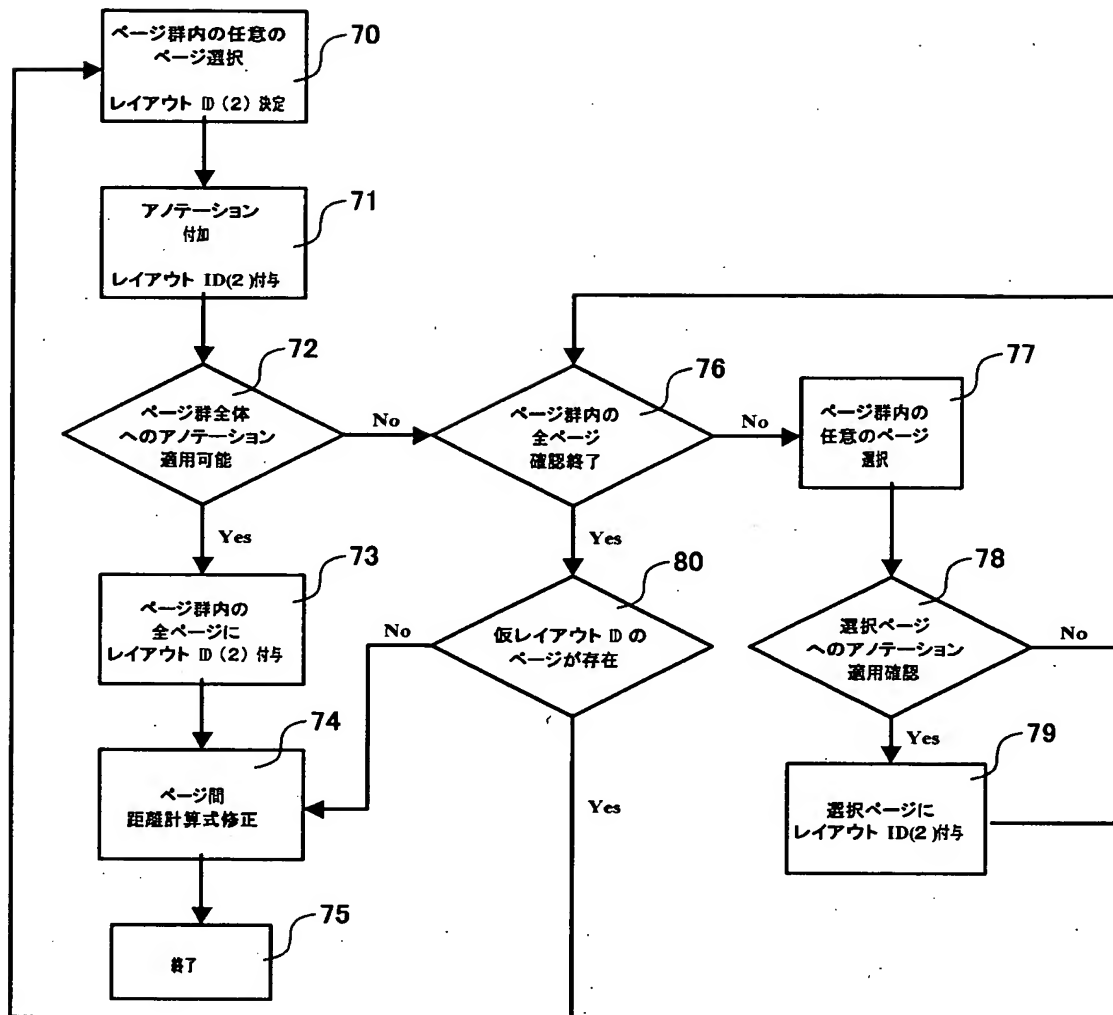 ページ群内の任意の
ページ選択
レイアウト ID (2) 決定
70
アノテーション
付加
レイアウト ID(2)付与
71
ページ群全体
へのアノテーション
適用可能
72
No
Yes
ページ群内の
全ページに
レイアウト ID (2) 付与
73
ページ間
距離計算式修正
74
終了
75
ページ群内の
全ページ
確認終了
76
No
Yes
ページ群内の
任意のページ
選択
77
選択ページ
へのアノテーション
適用確認
78
No
Yes
選択ページに
レイアウト ID(2)付与
79
仮レイアウト ID の
ページが存在
80
No
Yes